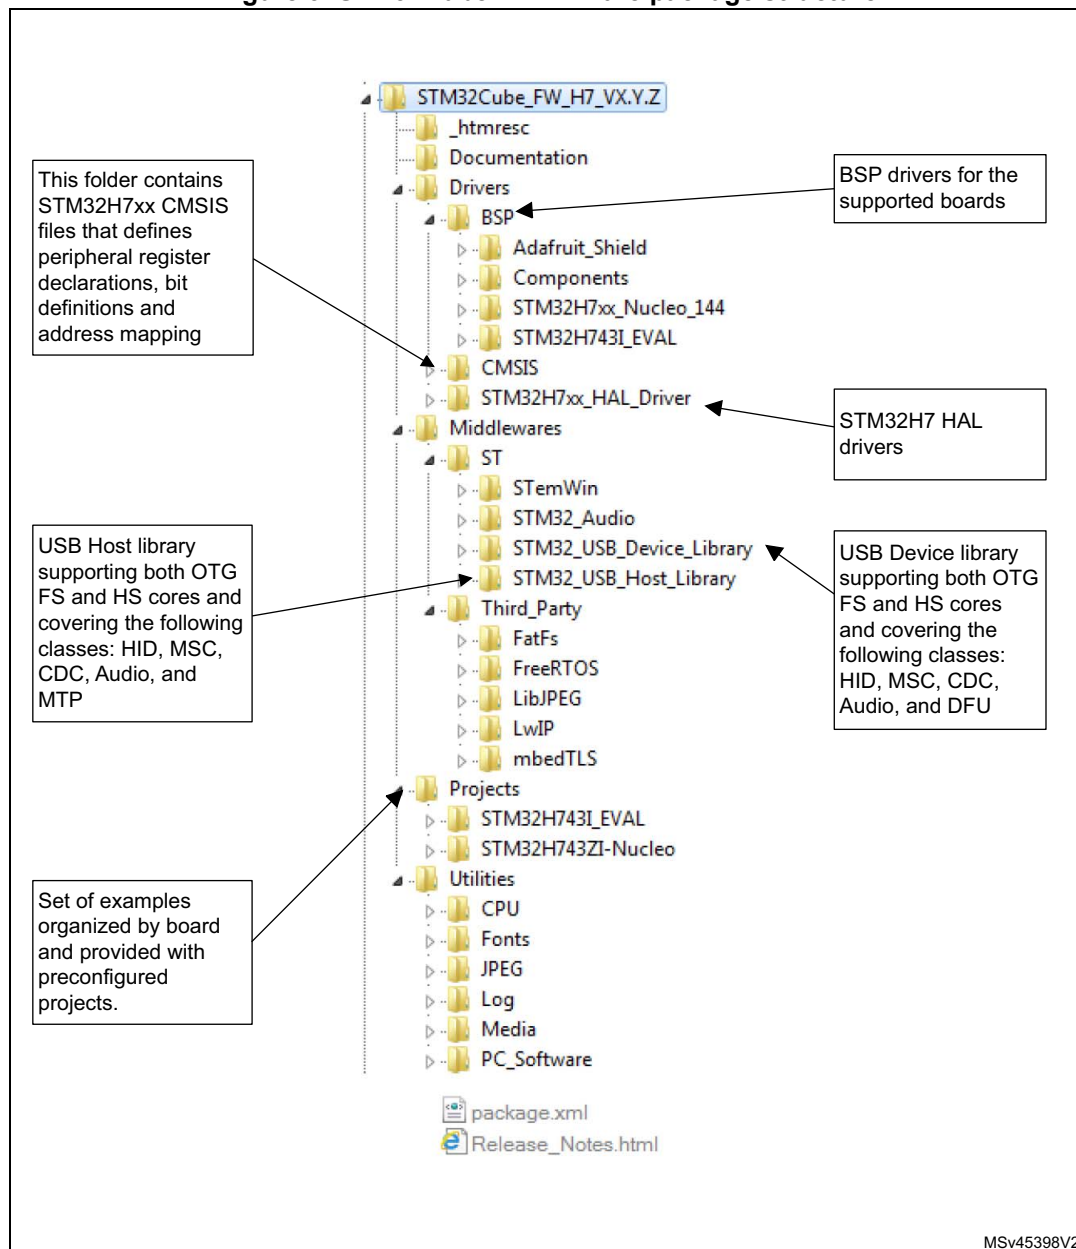 STM32Cube_FW_H7_VX.Y.Z
_htmresc
Documentation
Drivers
BSP
Adafruit_Shield
Components
STM32H7xx_Nucleo_144
STM32H743I_EVAL
CMSIS
STM32H7xx_HAL_Driver
Middlewares
ST
STemWin
STM32_Audio
STM32_USB_Device_Library
STM32_USB_Host_Library
Third_Party
FatFs
FreeRTOS
LibJPEG
LwIP
mbedTLS
Projects
STM32H743I_EVAL
STM32H743ZI-Nucleo
Utilities
CPU
Fonts
JPEG
Log
Media
PC_Software
package.xml
Release_Notes.html
This folder contains
STM32H7xx CMSIS
files that defines
peripheral register
declarations, bit
definitions and
address mapping
USB Host library
supporting both OTG
FS and HS cores and
covering the following
classes: HID, MSC,
CDC, Audio, and
MTP
Set of examples
organized by board
and provided with
preconfigured
projects.
BSP drivers for the
supported boards
STM32H7 HAL
drivers
USB Device library
supporting both OTG
FS and HS cores
and covering the
following classes:
HID, MSC, CDC,
Audio, and DFU
MSv45398V2